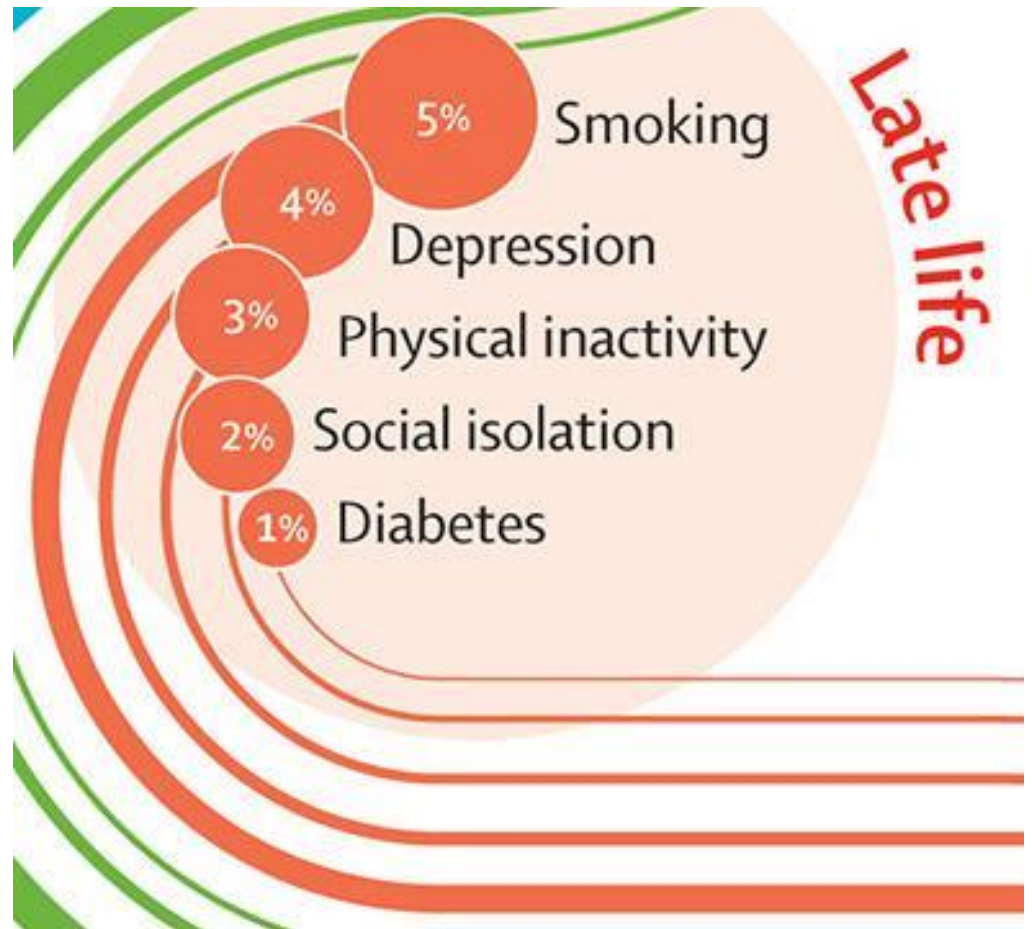 5% Smoking
4% Depression
3% Physical inactivity
2% Social isolation
1% Diabetes
Late life